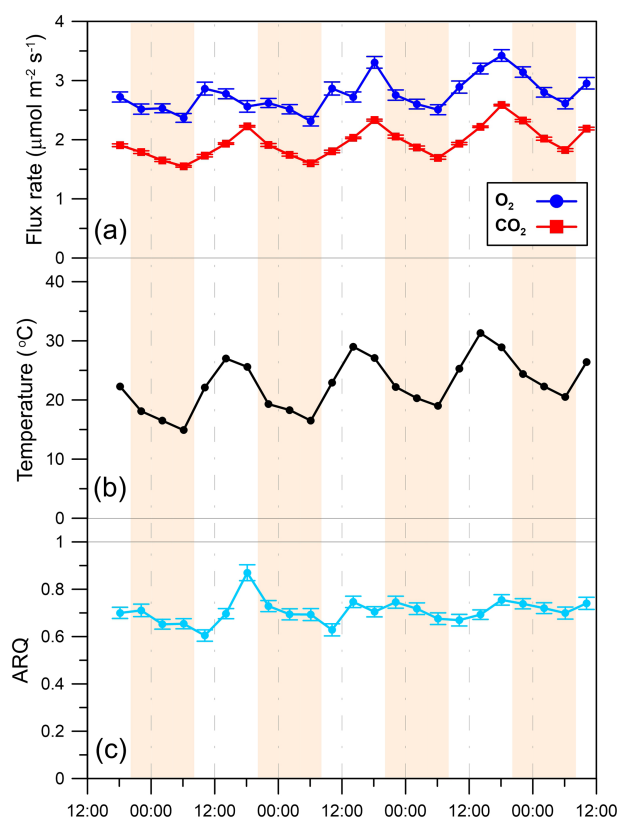 4
3
2
1
0
Flux rate (μmol m⁻² s⁻¹)
(a)
O₂
CO₂
40
30
20
10
0
Temperature (°C)
(b)
1
0.8
0.6
0.4
0.2
0
ARQ
(c)
12:00 00:00 12:00 00:00 12:00 00:00 12:00 00:00 12:00